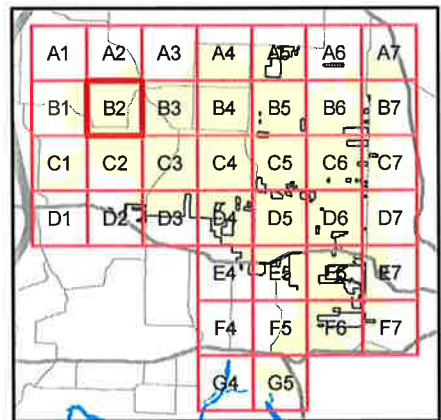 A1 A2 A3 A4 A5 A6 A7
B1 B2 B3 B4 B5 B6 B7
C1 C2 C3 C4 C5 C6 C7
D1 D2 D3 D4 D5 D6 D7
E4 E5 E6 E7
F4 F5 F6 F7
G4 G5